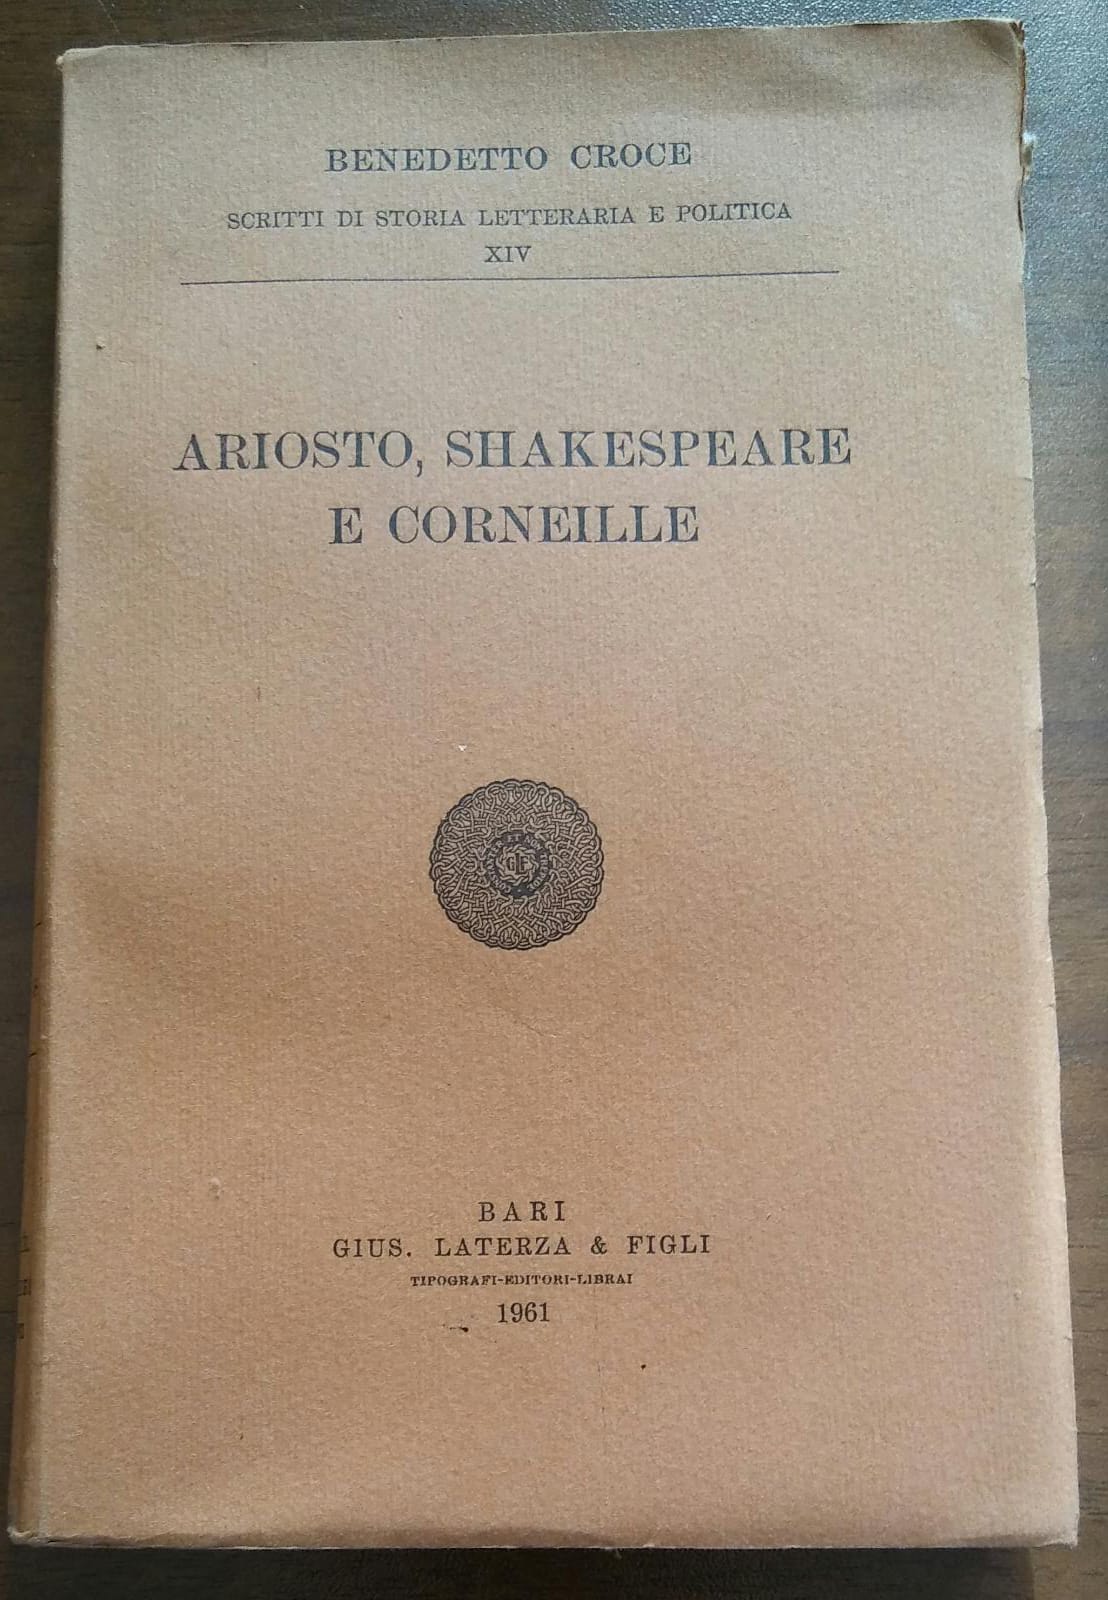 BENEDETTO CROCE
SCRITTI DI STORIA LETTERARIA E POLITICA
XIV
ARIOSTO, SHAKESPEARE
E CORNEILLE
BARI
GIUS. LATERZA & FIGLI
TIPOGRAFI-EDITORI-LIBRAI
1961